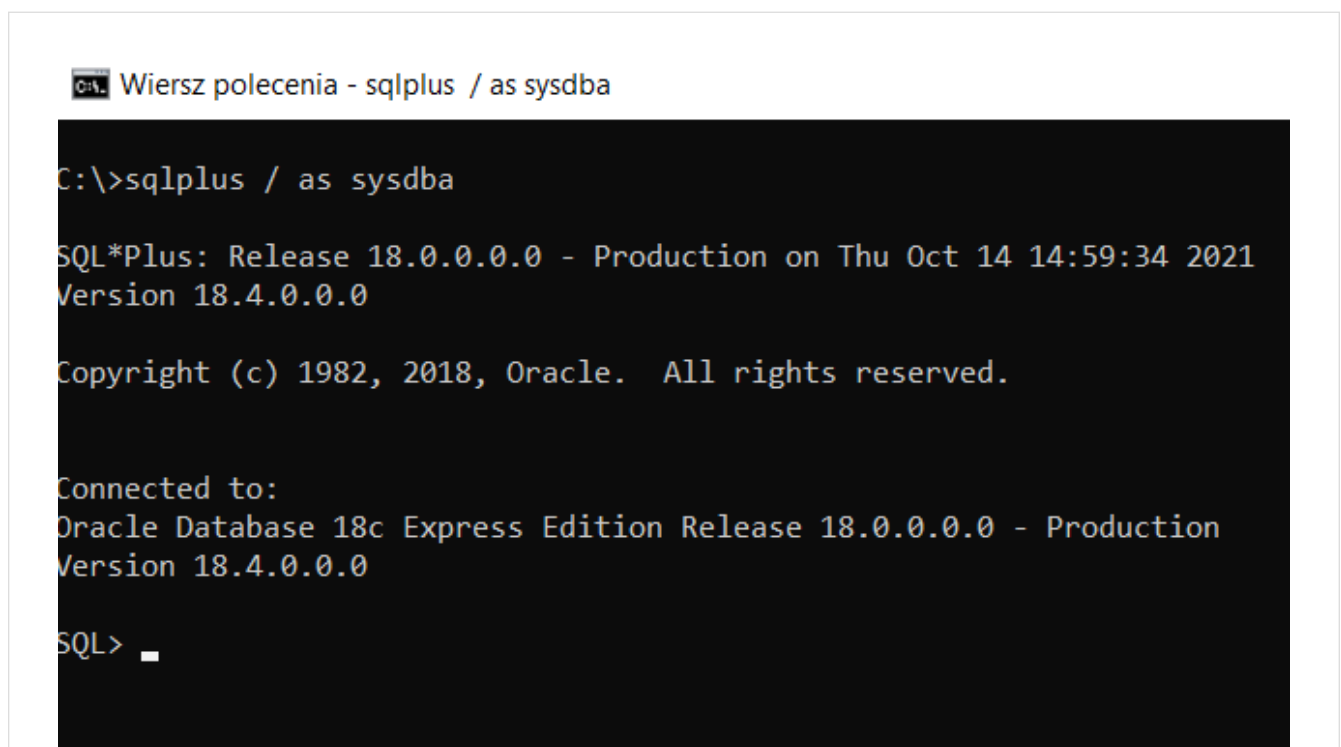 Wiersz polecenia - sqlplus  / as sysdba
C:\>sqlplus / as sysdba
SQL*Plus: Release 18.0.0.0.0 - Production on Thu Oct 14 14:59:34 2021
Version 18.4.0.0.0
Copyright (c) 1982, 2018, Oracle.  All rights reserved.
Connected to:
Oracle Database 18c Express Edition Release 18.0.0.0.0 - Production
Version 18.4.0.0.0
SQL>